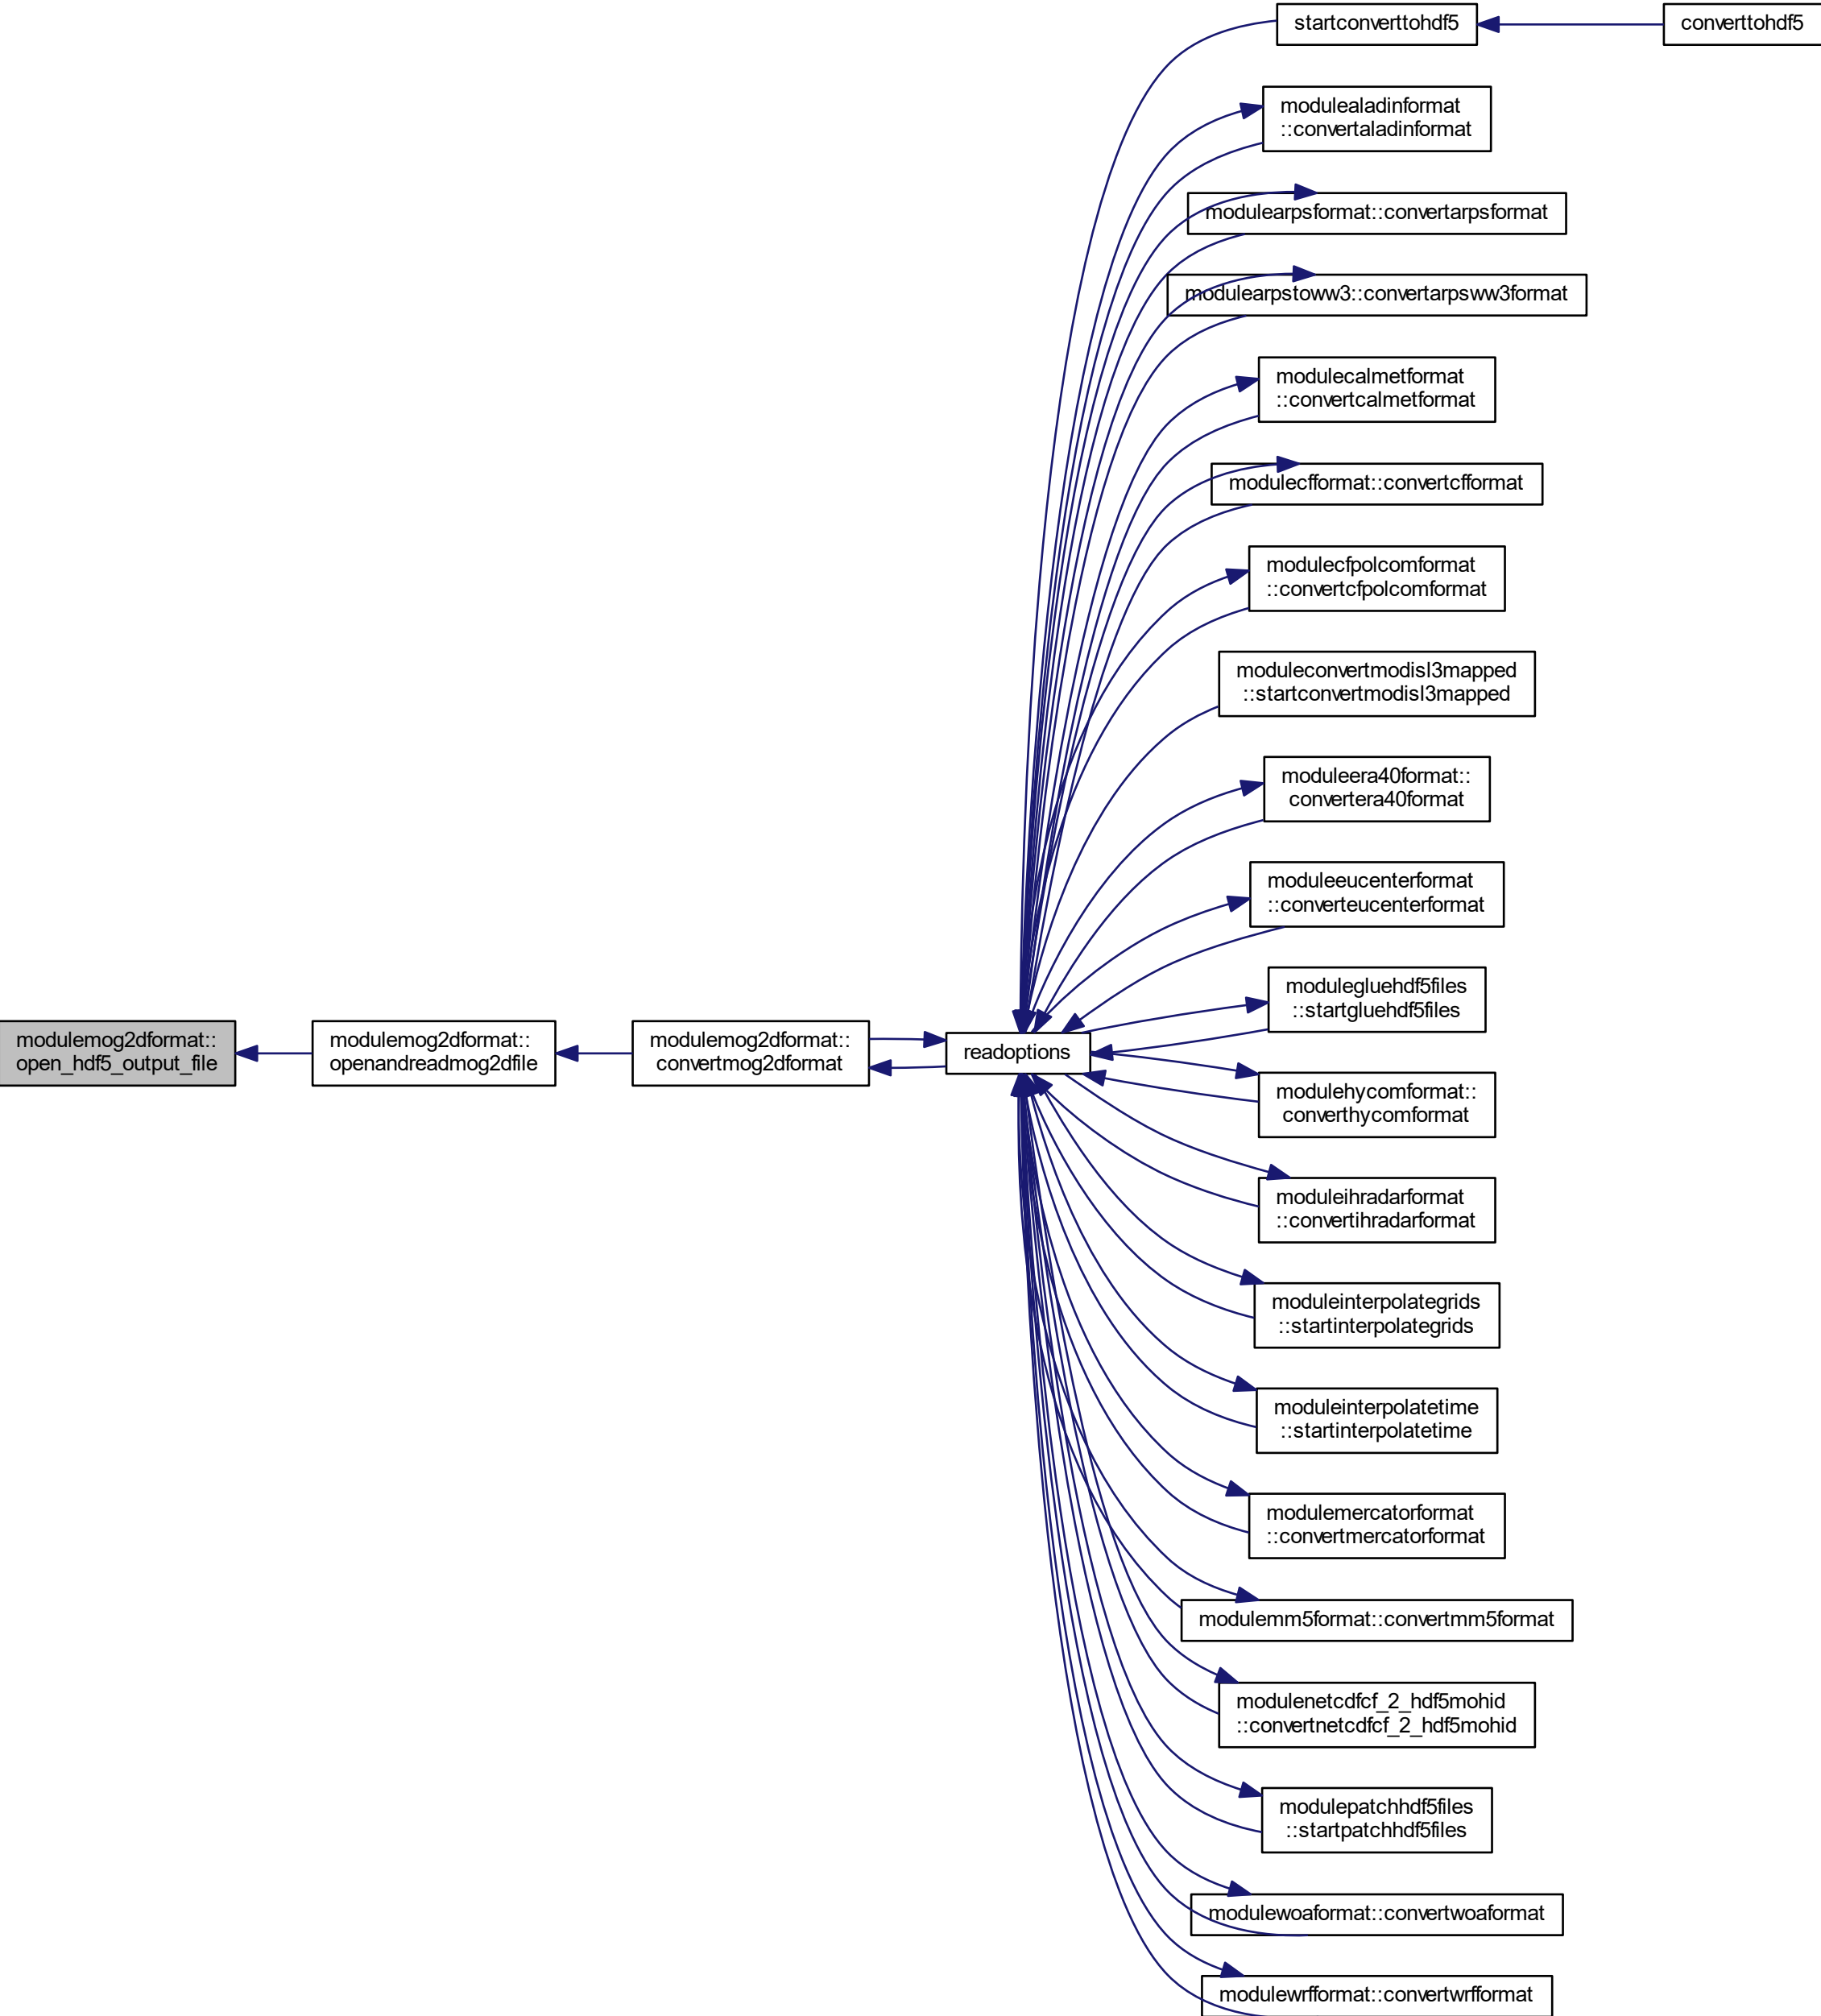 startconverttohdf5
converttohdf5
modulealadinformat
::convertaladinformat
modulearpsformat::convertarpsformat
modulearpstoww3::convertarpsww3format
modulecalmetformat
::convertcalmetformat
modulecfformat::convertcfformat
modulecfpolcomformat
::convertcfpolcomformat
moduleconvertmodisl3mapped
::startconvertmodisl3mapped
moduleera40format::
convertera40format
moduleeucenterformat
::converteucenterformat
modulegluehdf5files
::startgluehdf5files
modulemog2dformat::
open_hdf5_output_file
modulemog2dformat::
openandreadmog2dfile
modulemog2dformat::
convertmog2dformat
readoptions
modulehycomformat::
converthycomformat
moduleihradarformat
::convertihradarformat
moduleinterpolategrids
::startinterpolategrids
moduleinterpolatetime
::startinterpolatetime
modulemercatorformat
::convertmercatorformat
modulemm5format::convertmm5format
modulenetcdfcf_2_hdf5mohid
::convertnetcdfcf_2_hdf5mohid
modulepatchhdf5files
::startpatchhdf5files
modulewoaformat::convertwoaformat
modulewrfformat::convertwrfformat